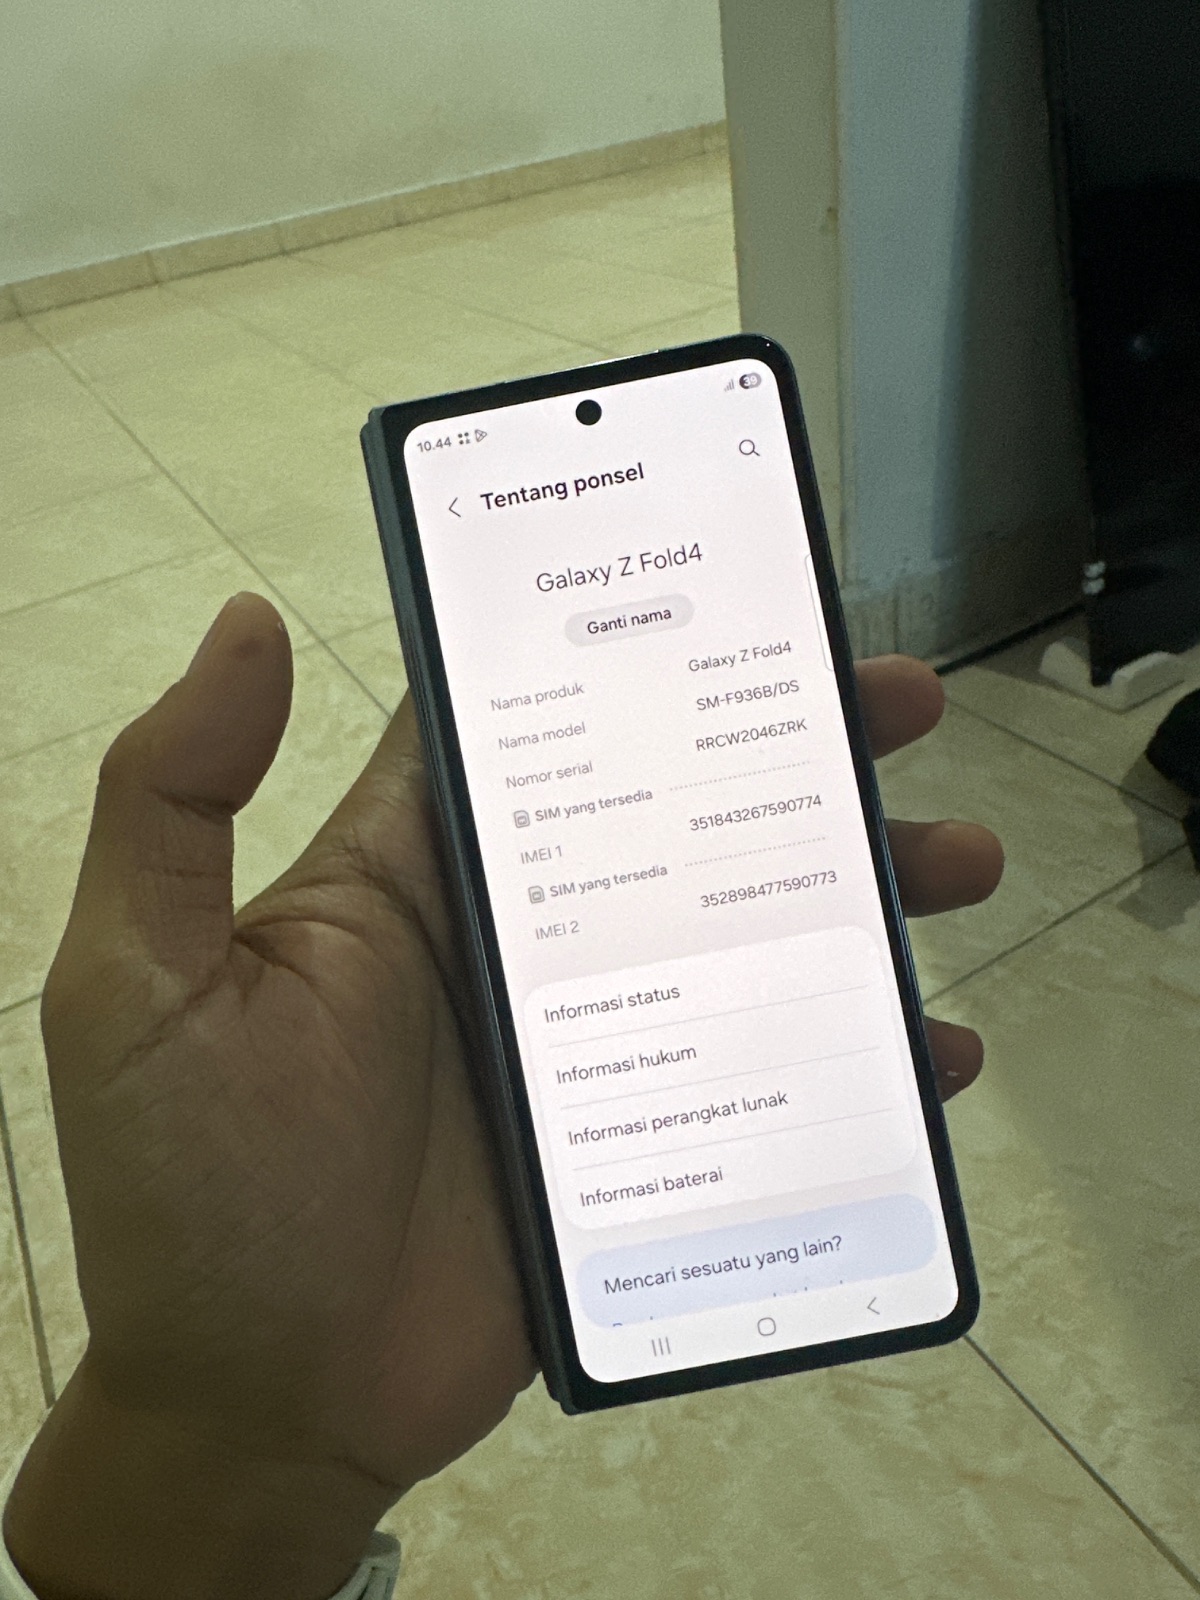 10.44
39
Tentang ponsel
Galaxy Z Fold4
Ganti nama
Nama produk Galaxy Z Fold4
Nama model SM-F936B/DS
Nomor serial RRCW2046ZRK
SIM yang tersedia
IMEI 1 351843267590774
SIM yang tersedia
IMEI 2 352898477590773
Informasi status
Informasi hukum
Informasi perangkat lunak
Informasi baterai
Mencari sesuatu yang lain?